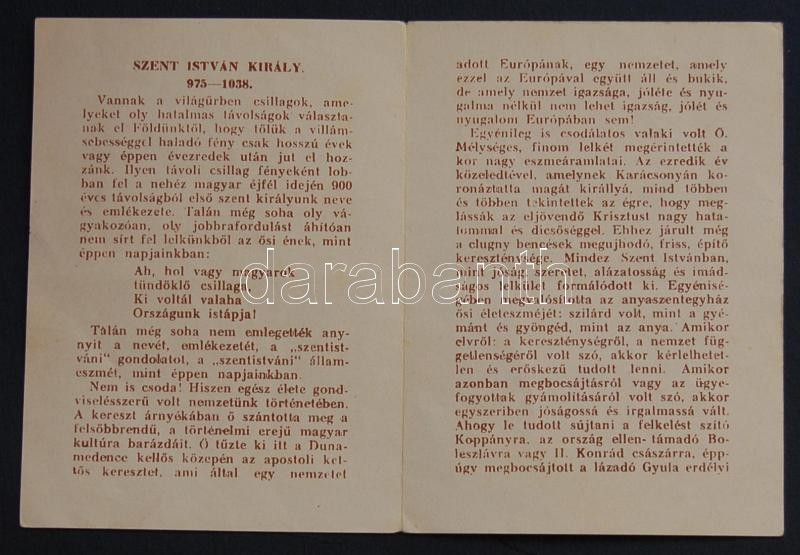 SZENT ISTVÁN KIRÁLY.
975—1038.
Vannak a világűrben csillagok, ame-
lyeket oly hatalmas távolságok választa-
nak el Földünktől, hogy tőlük a villám-
sebességgel haladó fény csak hosszú évek
vagy éppen évezredek után jut el hoz-
zánk. Ilyen távoli csillag fényeként lob-
ban fel a nehéz magyar éjfél idején 900
éves távolságból első szent királyunk neve
és emlékezete. Talán még soha oly vá-
gyakozóan, oly jobbrafordulást áhítóan
nem sírt fel lelkünkből az ősi ének, mint
éppen napjainkban:
Ah, hol vagy magyarok
tündöklő csillaga,
Ki voltál valaha
Országunk istápja!
Tálán még soha nem emlegették any-
nyit a nevét, emlékezetét, a „szentist-
váni" gondolatot, a „szentistváni" állam-
eszmét, mint éppen napjainkban.
Nem is csoda! Hiszen egész élete gond-
viselésszerű volt nemzetünk történetében.
A kereszt árnyékában ő szántotta meg a
felsőbbrendű, a történelmi erejű magyar
kultúra barázdáit. Ő tűzte ki itt a Duna-
medence kellős közepén az apostoli ket-
tős keresztet, ami által egy nemzetet
adott Európának, egy nemzetet, amely
ezzel az Európával együtt áll és bukik,
de amely nemzet igazsága, jóléte és nyu-
galma nélkül nem lehet igazság, jólét és
nyugalom Európában sem!
Egyénileg is csodálatos valaki volt Ő.
Mélységes, finom lelkét megérintették a
kor nagy eszmeáramlatai. Az ezredik év
közeledtével, amelynek Karácsonyán ko-
ronáztatta magát királlyá, mind többen
és többen tekintettek az égre, hogy meg-
lássák az eljövendő Krisztust nagy hata-
lommal és dicsőséggel. Ehhez járult még
a clugny bencések megujhodó, friss, építő
kereszténysége. Mindez Szent Istvánban,
mint jóság, szeretet, alázatosság és imád-
ságos lelkület formálódott ki. Egyénisé-
gében megvalósította az anyaszentegyház
ősi életeszméjét: szilárd volt, mint a gyé-
mánt és gyöngéd, mint az anya. Amikor
elvről: a kereszténységről, a nemzet füg-
getlenségéről volt szó, akkor kérlelhetet-
len és erőskezű tudott lenni. Amikor
azonban megbocsájtásról vagy az ügye-
fogyottak gyámolításáról volt szó, akkor
egyszeriben jóságossá és irgalmassá vált.
Ahogy le tudott sújtani a felkelést szító
Koppányra, az ország ellen támadó Bo-
leszlávra vagy II. Konrád császárra, épp-
úgy megbocsájtott a lázadó Gyula erdélyi
darabanth